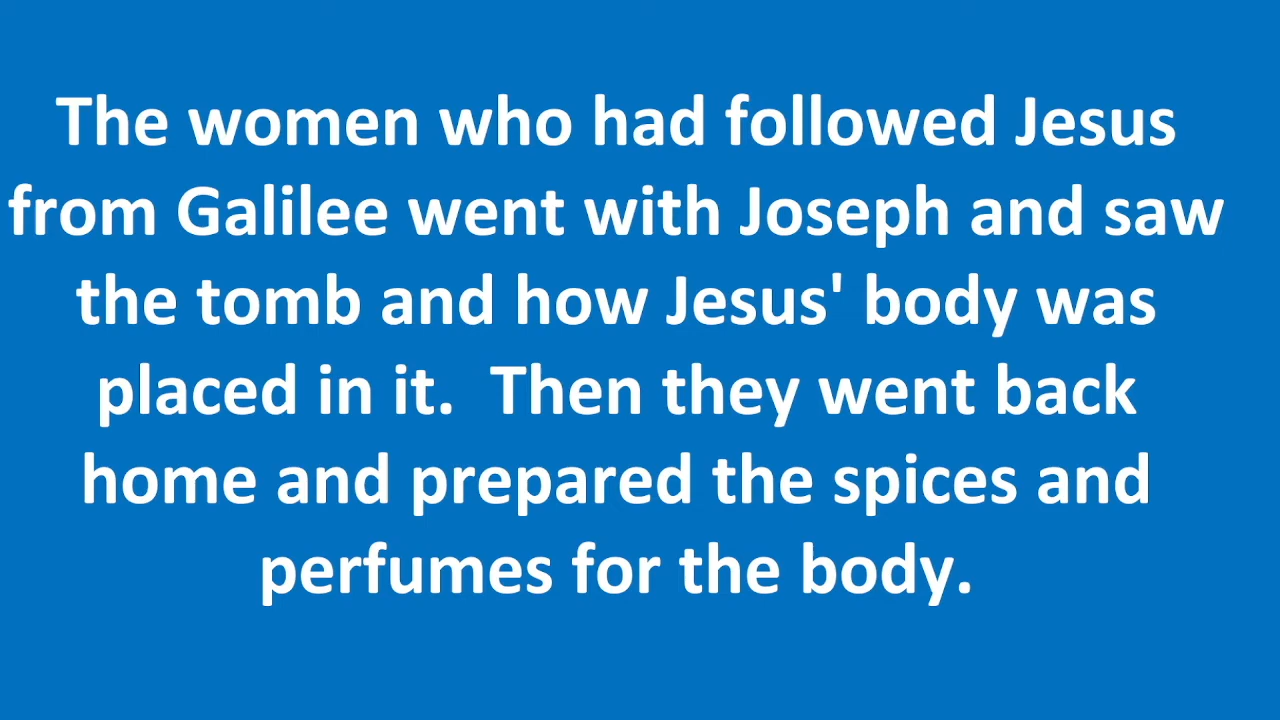 The women who had followed Jesus
from Galilee went with Joseph and saw
the tomb and how Jesus' body was
placed in it.  Then they went back
home and prepared the spices and
perfumes for the body.